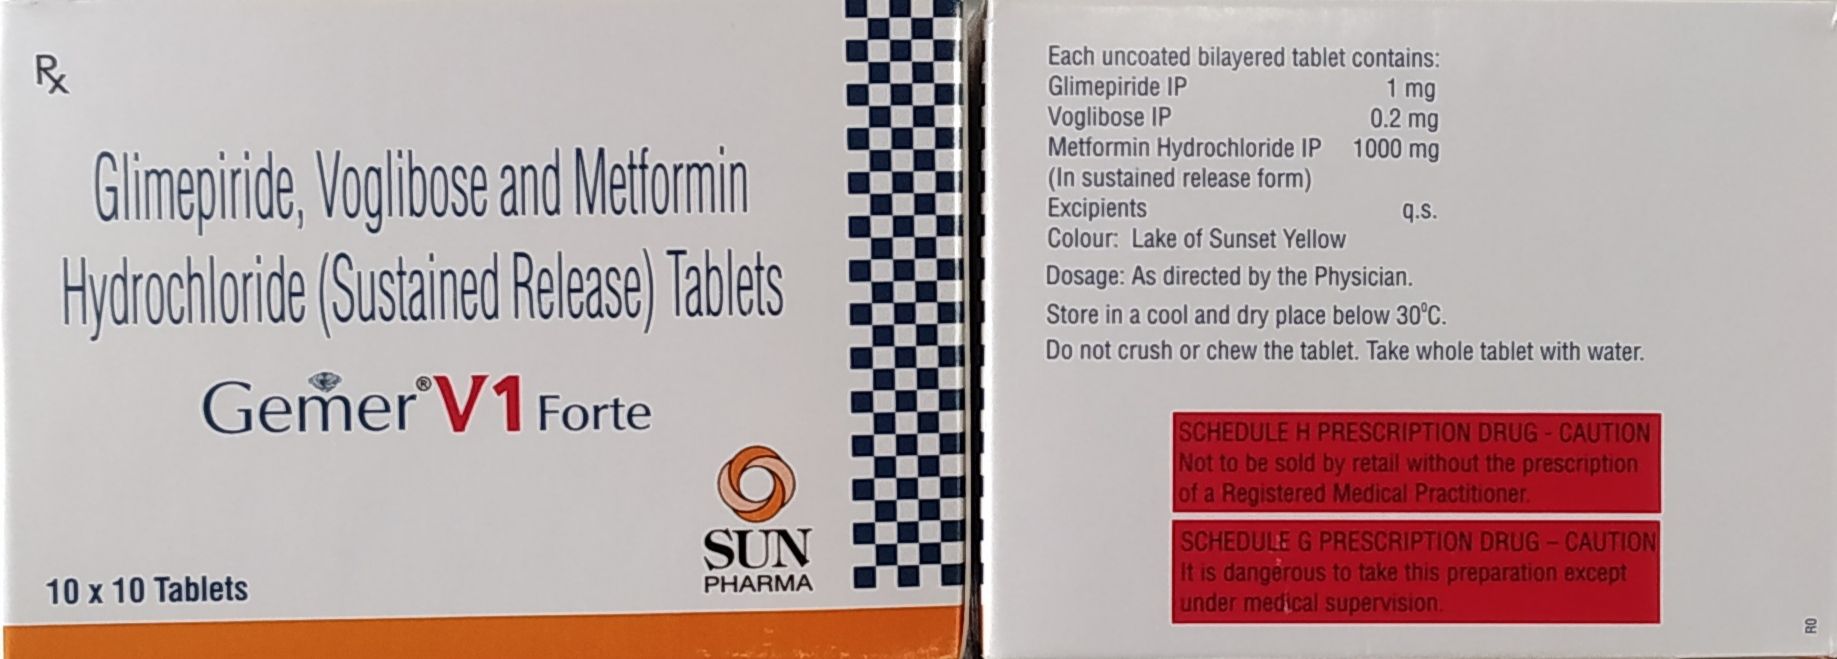 Rx
Glimepiride, Voglibose and Metformin
Hydrochloride (Sustained Release) Tablets
Gemer® V1 Forte
SUN
PHARMA
10 x 10 Tablets
Each uncoated bilayered tablet contains:
Glimepiride IP 1 mg
Voglibose IP 0.2 mg
Metformin Hydrochloride IP 1000 mg
(In sustained release form)
Excipients q.s.
Colour: Lake of Sunset Yellow
Dosage: As directed by the Physician.
Store in a cool and dry place below 30⁰C.
Do not crush or chew the tablet. Take whole tablet with water.
SCHEDULE H PRESCRIPTION DRUG - CAUTION
Not to be sold by retail without the prescription
of a Registered Medical Practitioner.
SCHEDULE G PRESCRIPTION DRUG – CAUTION
It is dangerous to take this preparation except
under medical supervision.
R0